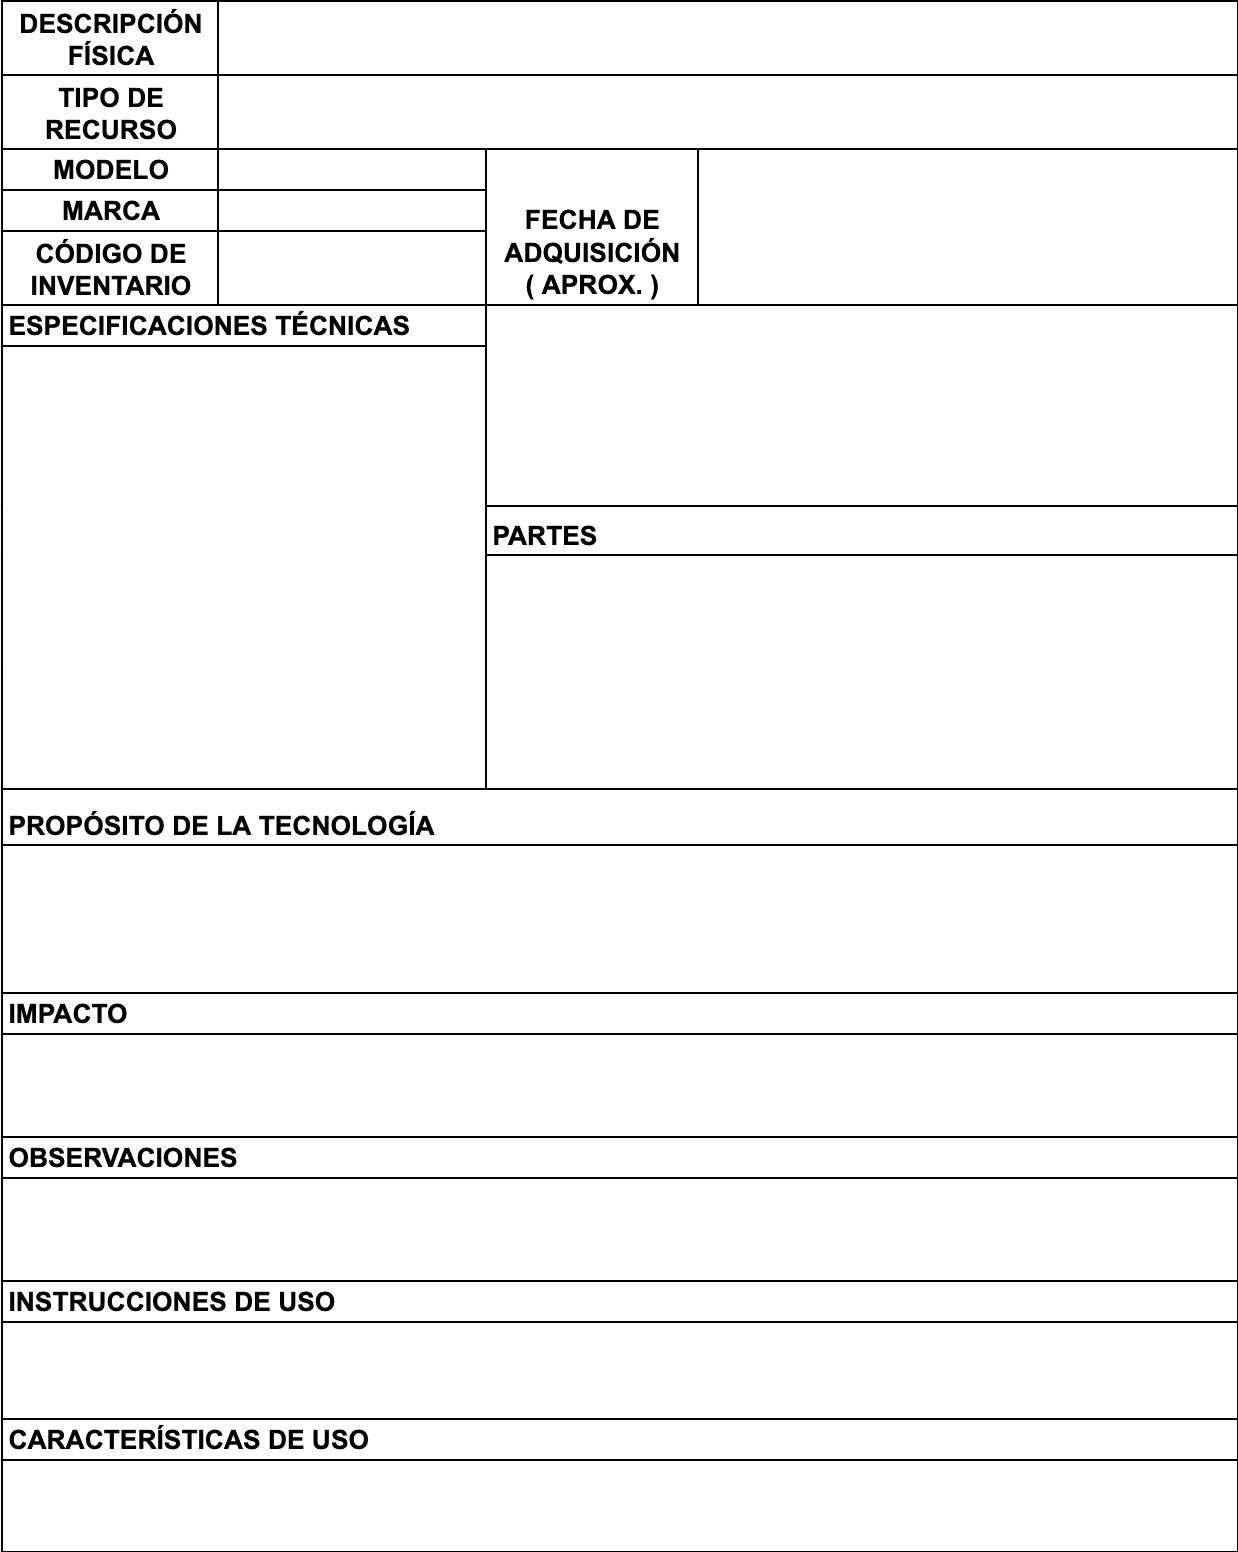 DESCRIPCIÓN
FÍSICA
TIPO DE
RECURSO
MODELO
MARCA
CÓDIGO DE
INVENTARIO
FECHA DE
ADQUISICIÓN
( APROX. )
ESPECIFICACIONES TÉCNICAS
PARTES
PROPÓSITO DE LA TECNOLOGÍA
IMPACTO
OBSERVACIONES
INSTRUCCIONES DE USO
CARACTERÍSTICAS DE USO